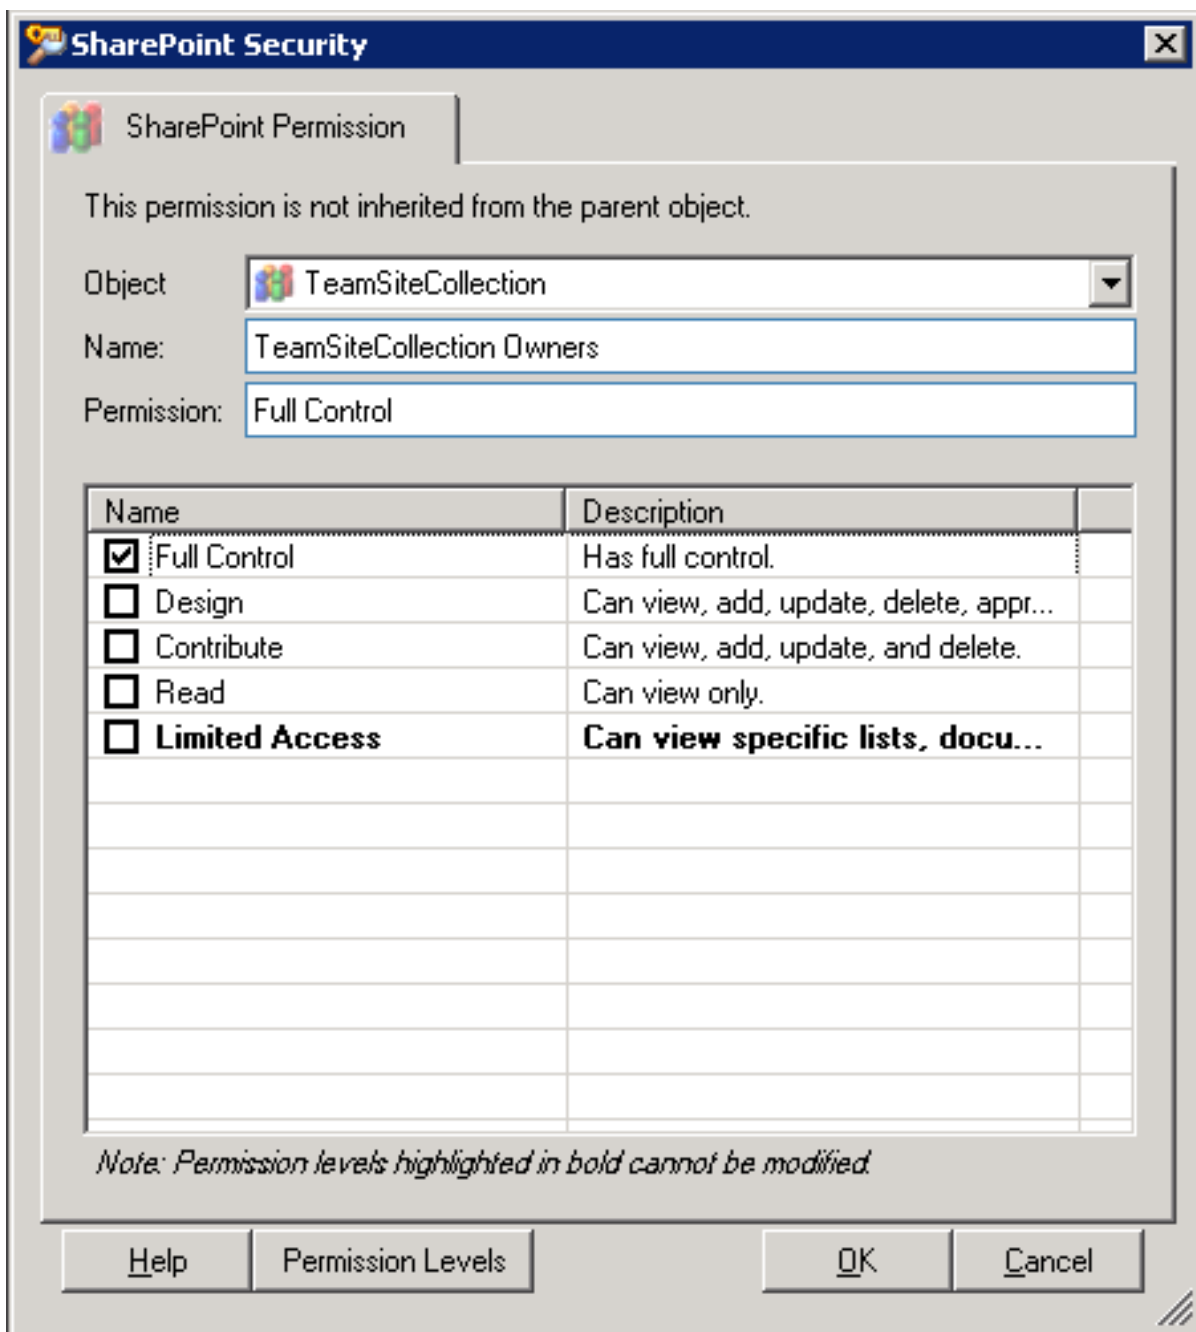 SharePoint Security
SharePoint Permission
This permission is not inherited from the parent object.
Object TeamSiteCollection
Name: TeamSiteCollection Owners
Permission: Full Control
Name Description
Full Control Has full control.
Design Can view, add, update, delete, appr...
Contribute Can view, add, update, and delete.
Read Can view only.
Limited Access Can view specific lists, docu...
Note: Permission levels highlighted in bold cannot be modified.
Help Permission Levels OK Cancel